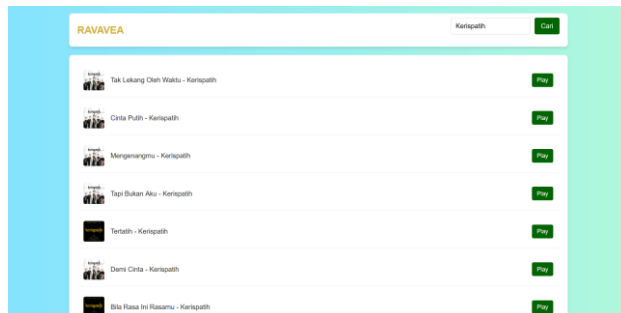 RAVAVEA
Kerispatih
Cari
Tak Lekang Oleh Waktu - Kerispatih
Play
Cinta Putih - Kerispatih
Play
Mengenangmu - Kerispatih
Play
Tapi Bukan Aku - Kerispatih
Play
Tertatih - Kerispatih
Play
Demi Cinta - Kerispatih
Play
Bila Rasa Ini Rasamu - Kerispatih
Play